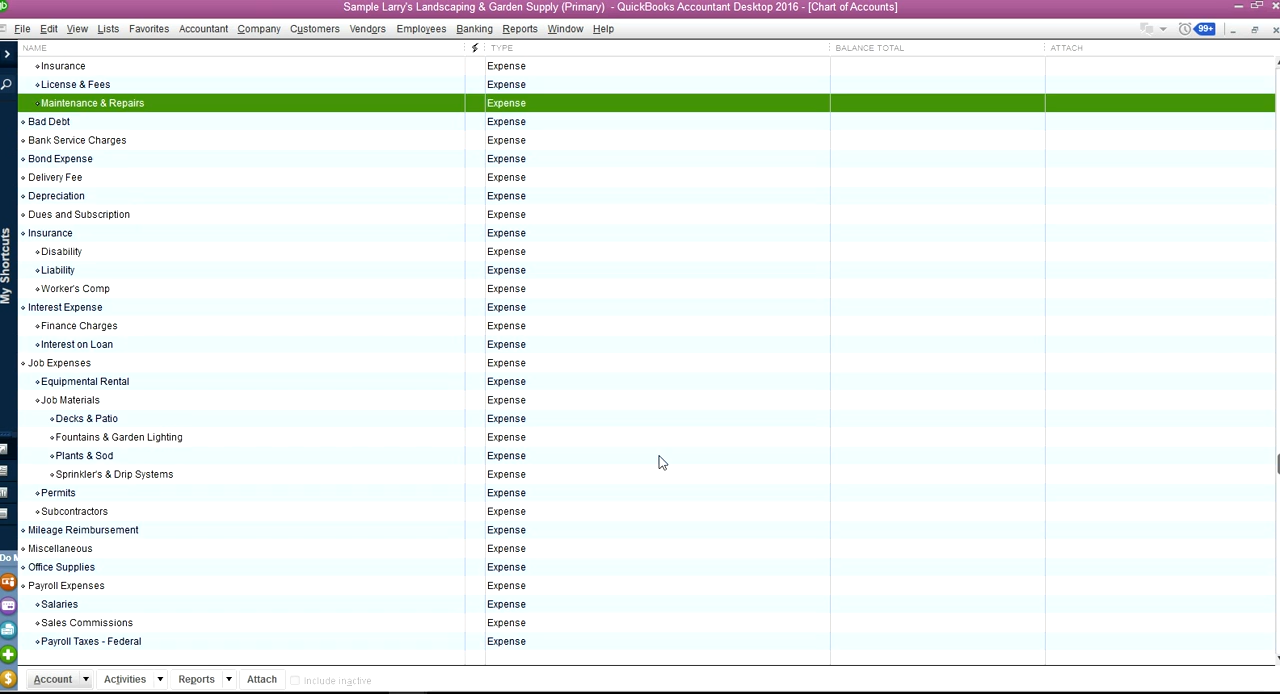 Sample Larry's Landscaping & Garden Supply (Primary) - QuickBooks Accountant Desktop 2016 - [Chart of Accounts]
File Edit View Lists Favorites Accountant Company Customers Vendors Employees Banking Reports Window Help 99+
NAME TYPE BALANCE TOTAL ATTACH
Insurance Expense
License & Fees Expense
Maintenance & Repairs Expense
Bad Debt Expense
Bank Service Charges Expense
Bond Expense Expense
Delivery Fee Expense
Depreciation Expense
Dues and Subscription Expense
Insurance Expense
Disability Expense
Liability Expense
Worker's Comp Expense
Interest Expense Expense
Finance Charges Expense
Interest on Loan Expense
Job Expenses Expense
Equipmental Rental Expense
Job Materials Expense
Decks & Patio Expense
Fountains & Garden Lighting Expense
Plants & Sod Expense
Sprinkler's & Drip Systems Expense
Permits Expense
Subcontractors Expense
Mileage Reimbursement Expense
Miscellaneous Expense
Office Supplies Expense
Payroll Expenses Expense
Salaries Expense
Sales Commissions Expense
Payroll Taxes - Federal Expense
My Shortcuts
Do M
Account Activities Reports Attach Include inactive